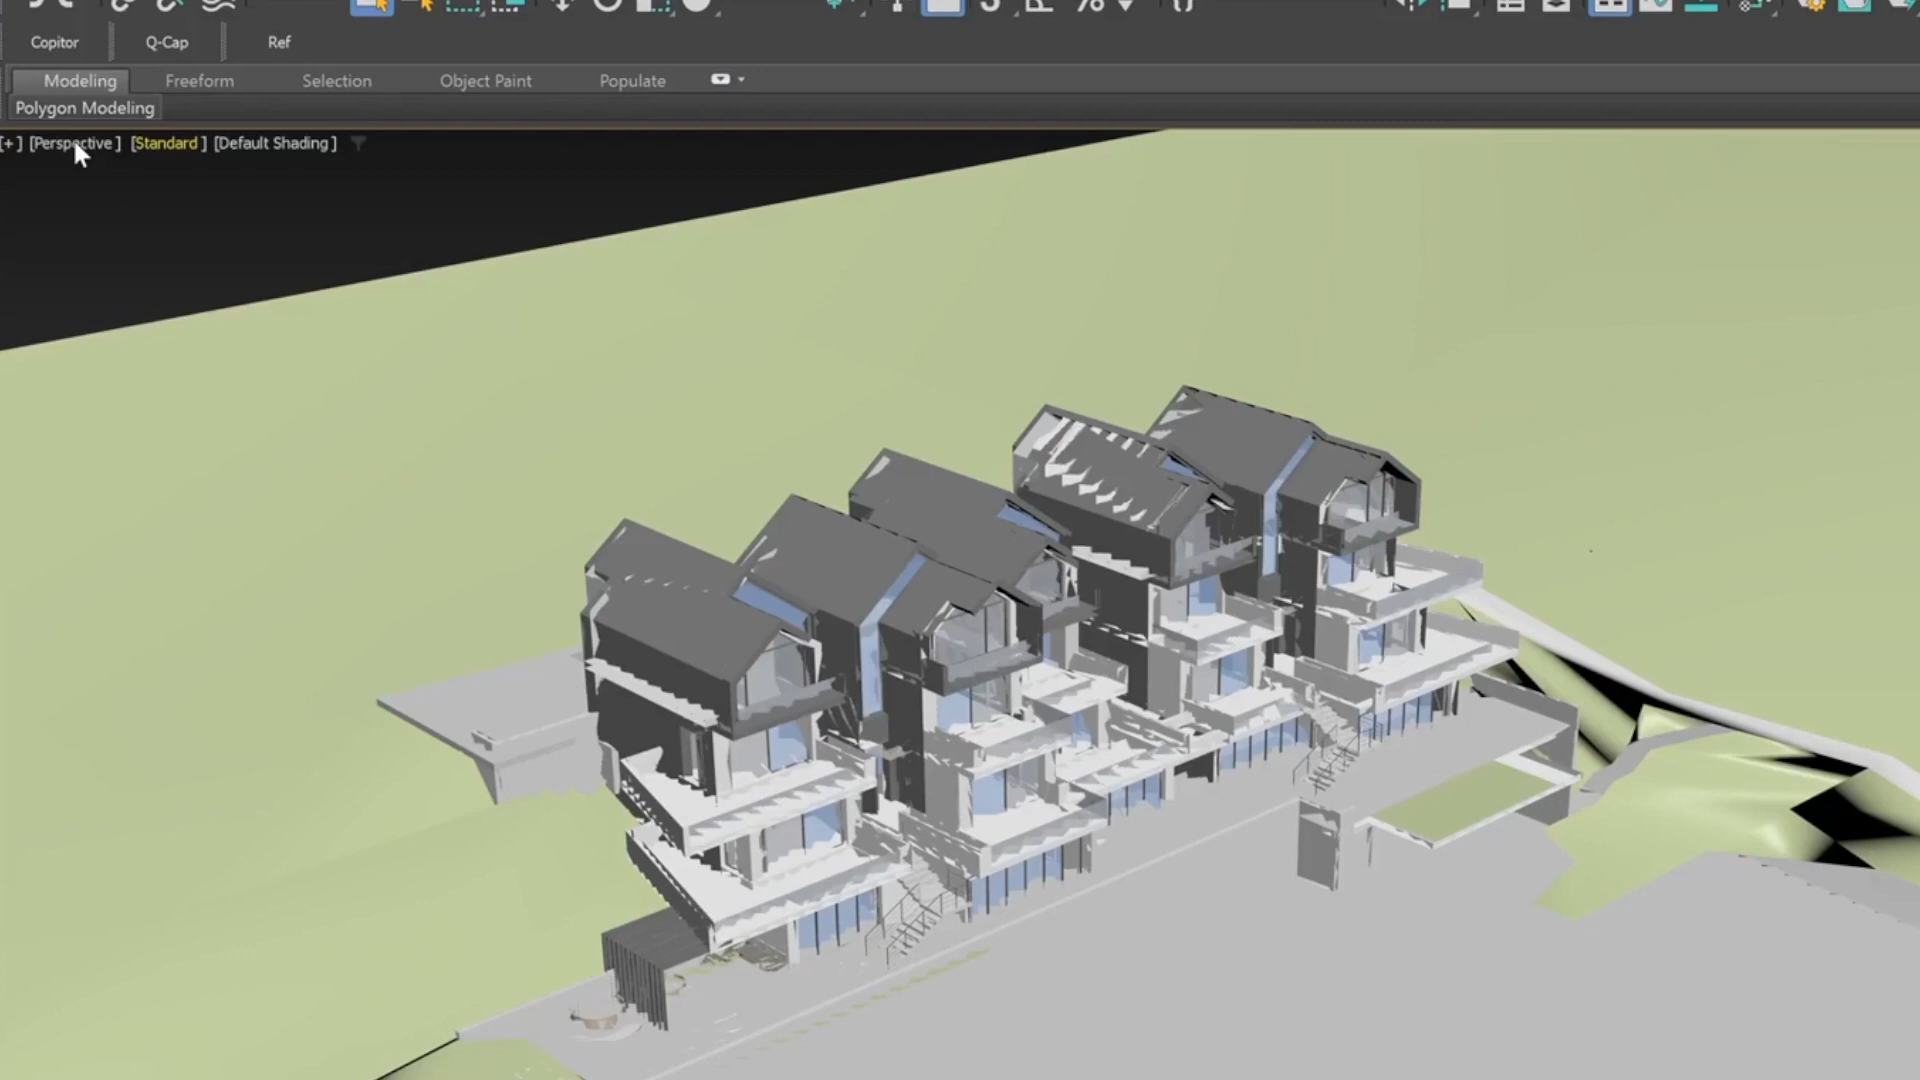 Copitor Q-Cap Ref
Modeling Freeform Selection Object Paint Populate
Polygon Modeling
[+] [Perspective] [Standard] [Default Shading]